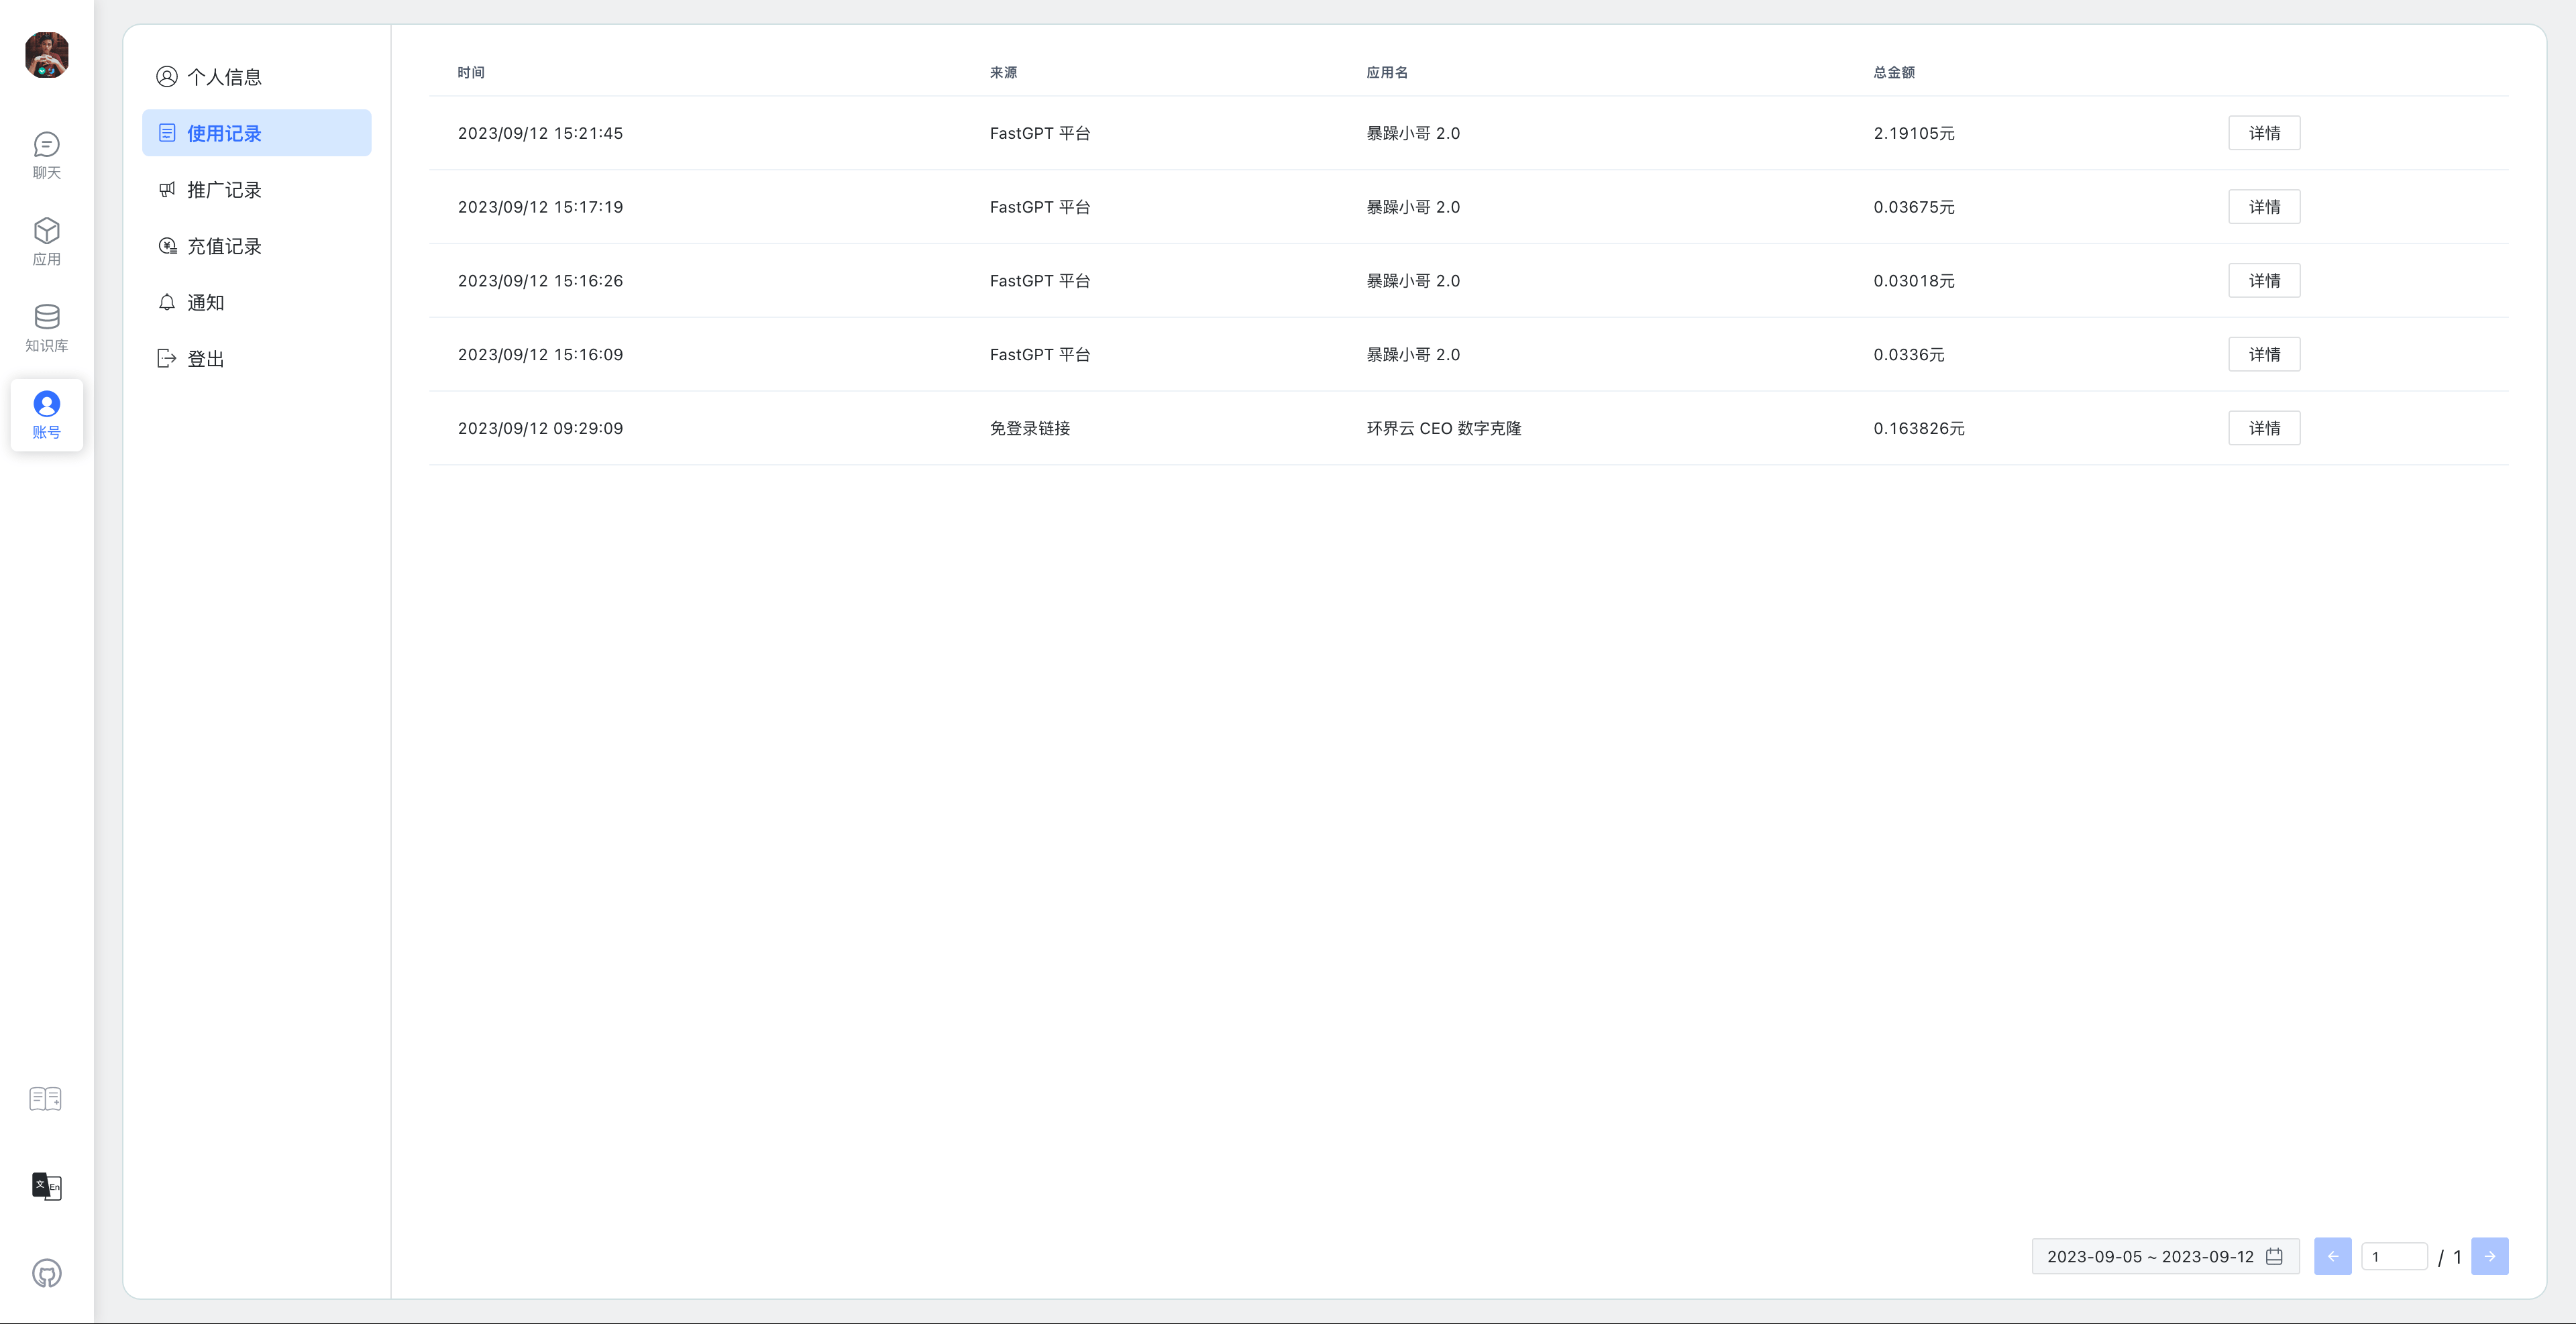 聊天
应用
知识库
账号
文 En
个人信息
使用记录
推广记录
充值记录
通知
登出
时间 来源 应用名 总金额
2023/09/12 15:21:45 FastGPT 平台 暴躁小哥 2.0 2.19105元 详情
2023/09/12 15:17:19 FastGPT 平台 暴躁小哥 2.0 0.03675元 详情
2023/09/12 15:16:26 FastGPT 平台 暴躁小哥 2.0 0.03018元 详情
2023/09/12 15:16:09 FastGPT 平台 暴躁小哥 2.0 0.0336元 详情
2023/09/12 09:29:09 免登录链接 环界云 CEO 数字克隆 0.163826元 详情
2023-09-05 ~ 2023-09-12 1 / 1